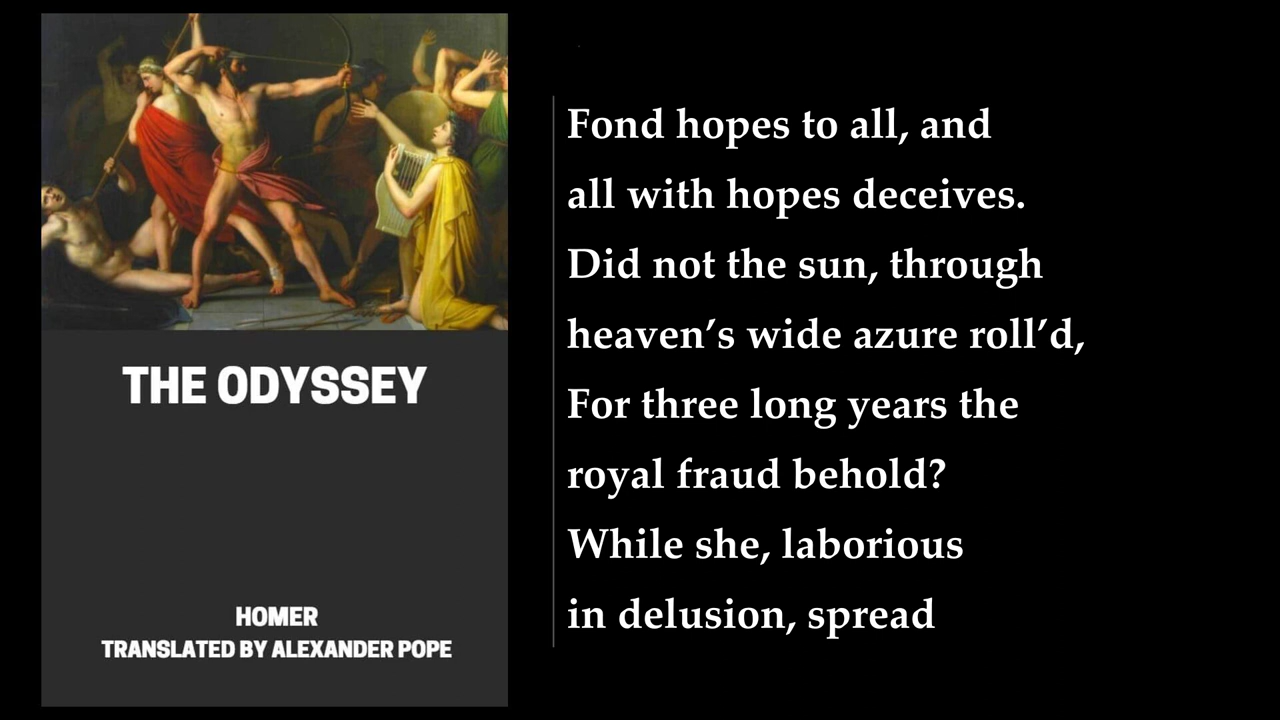 THE ODYSSEY
HOMER
TRANSLATED BY ALEXANDER POPE
Fond hopes to all, and
all with hopes deceives.
Did not the sun, through
heaven’s wide azure roll’d,
For three long years the
royal fraud behold?
While she, laborious
in delusion, spread